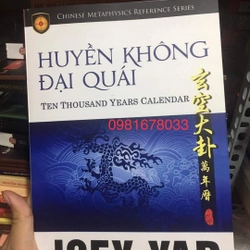 CHINESE METAPHYSICS REFERENCE SERIES
HUYỀN KHÔNG
ĐẠI QUÁI
TEN THOUSAND YEARS CALENDAR
0981678033
玄空大卦
萬年曆
JOEY YAP